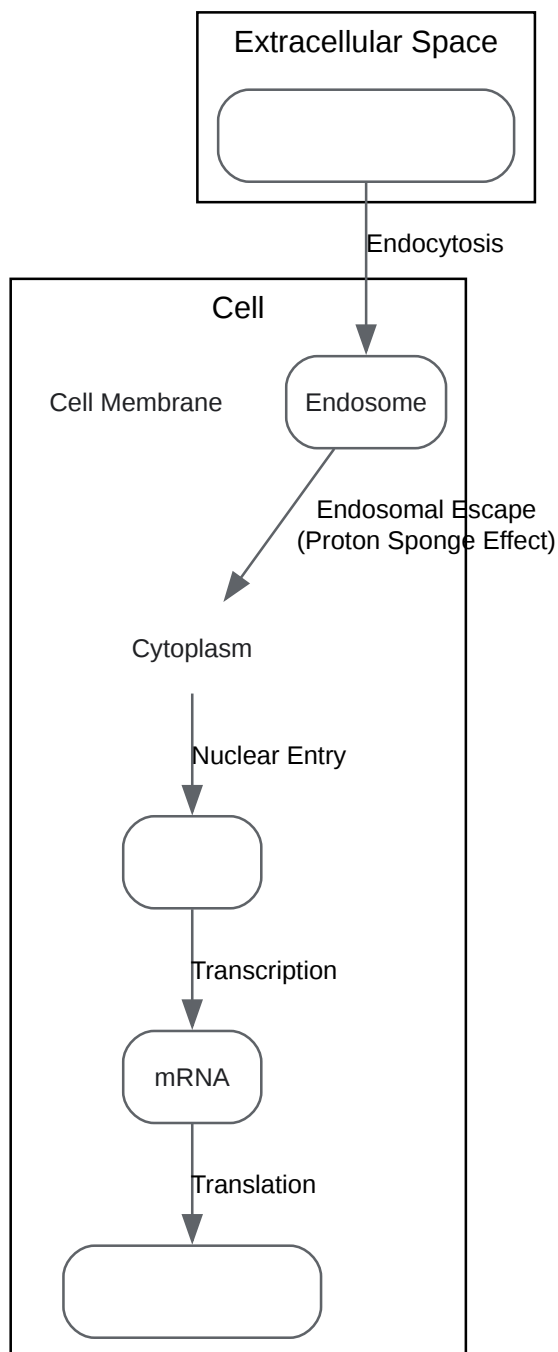 Extracellular Space
Endocytosis
Cell
Cell Membrane
Endosome
Endosomal Escape
(Proton Sponge Effect)
Cytoplasm
Nuclear Entry
Transcription
mRNA
Translation